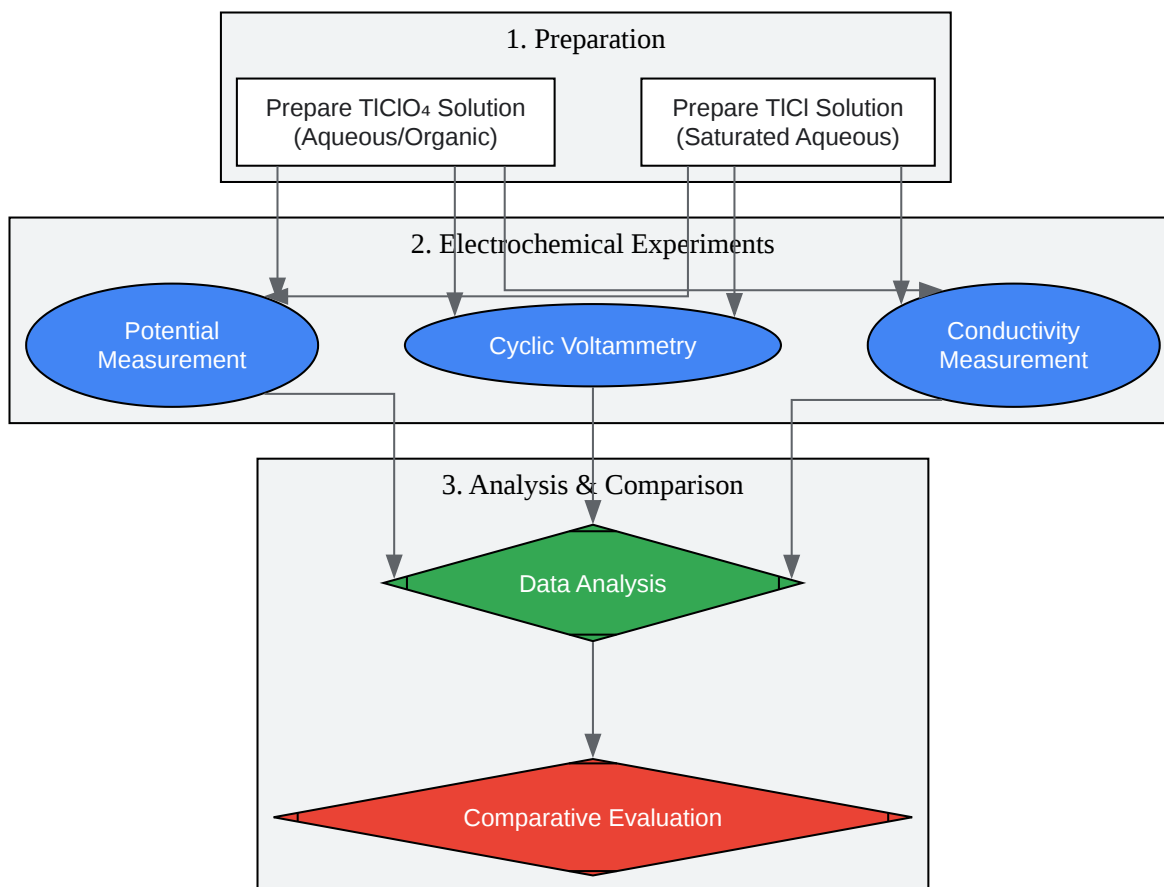 1. Preparation
Prepare TlClO₄ Solution
(Aqueous/Organic)
Prepare TlCl Solution
(Saturated Aqueous)
2. Electrochemical Experiments
Potential
Measurement
Cyclic Voltammetry
Conductivity
Measurement
3. Analysis & Comparison
Data Analysis
Comparative Evaluation